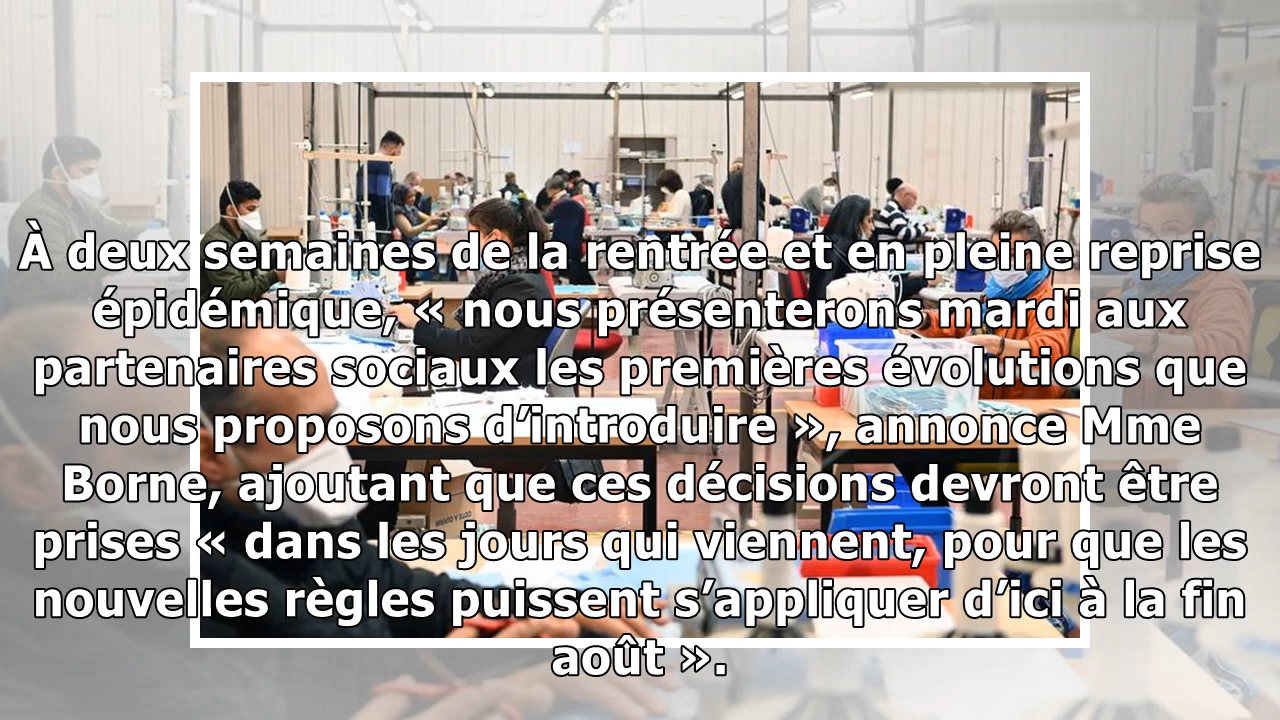 À deux semaines de la rentrée et en pleine reprise
épidémique, « nous présenterons mardi aux
partenaires sociaux les premières évolutions que
nous proposons d’introduire », annonce Mme
Borne, ajoutant que ces décisions devront être
prises « dans les jours qui viennent, pour que les
nouvelles règles puissent s’appliquer d’ici à la fin
août ».